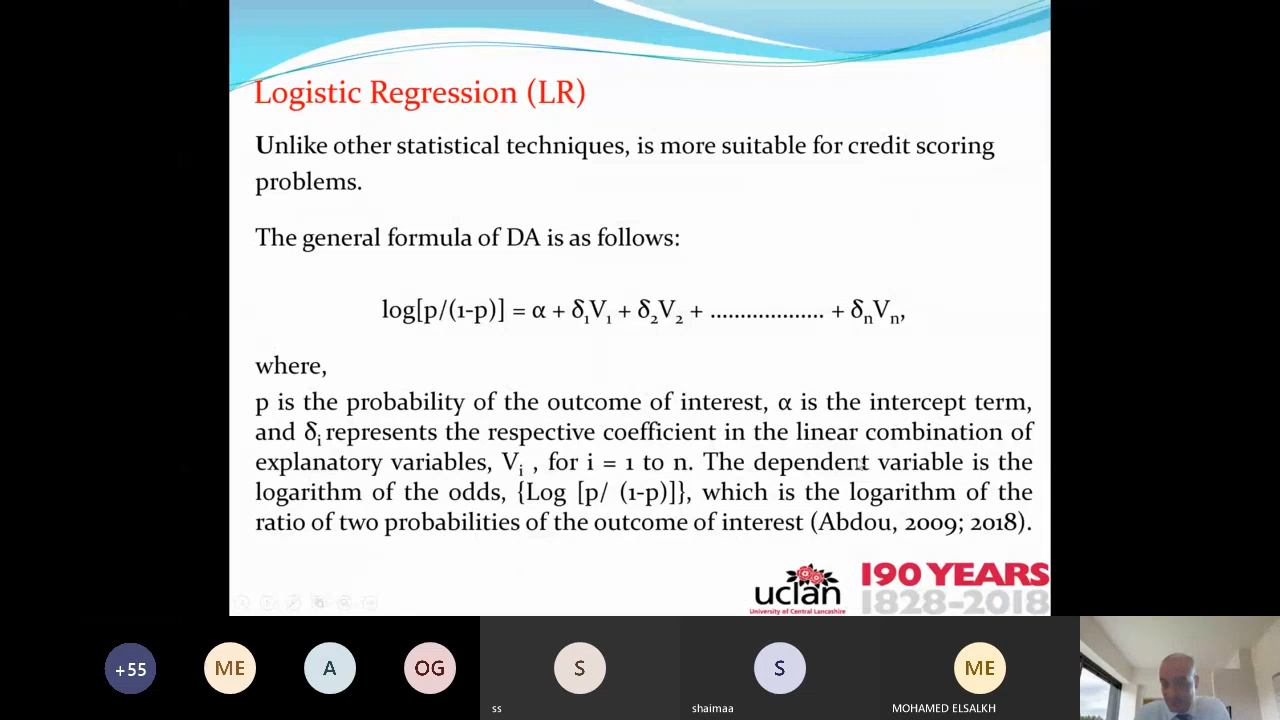 Logistic Regression (LR)
Unlike other statistical techniques, is more suitable for credit scoring
problems.
The general formula of DA is as follows:
log[p/(1-p)] = α + δ₁V₁ + δ₂V₂ + ................... + δₙVₙ,
where,
p is the probability of the outcome of interest, α is the intercept term,
and δᵢ represents the respective coefficient in the linear combination of
explanatory variables, Vᵢ , for i = 1 to n. The dependent variable is the
logarithm of the odds, {Log [p/ (1-p)]}, which is the logarithm of the
ratio of two probabilities of the outcome of interest (Abdou, 2009; 2018).
uclan
University of Central Lancashire
190 YEARS
1828-2018
+55
ME
A
OG
S
S
ME
ss
shaimaa
MOHAMED ELSALKH